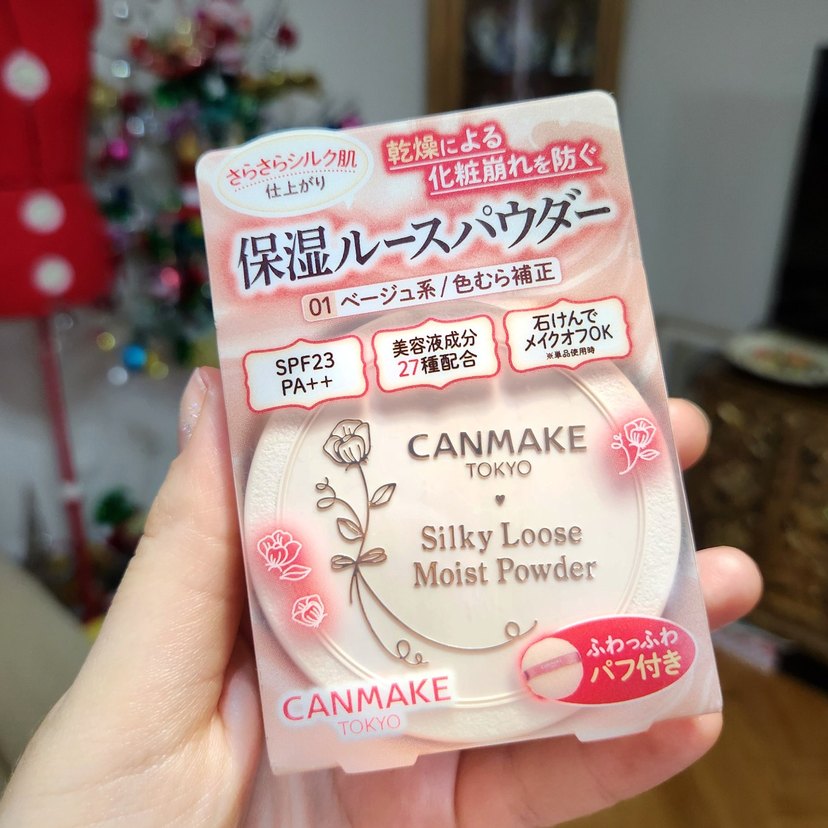 さらさらシルク肌
仕上がり
乾燥による
化粧崩れを防ぐ
保湿ルースパウダー
01 ベージュ系/色むら補正
SPF23
PA++
美容液成分
27種配合
石けんで
メイクオフOK
※単品使用時
CANMAKE
TOKYO
Silky Loose
Moist Powder
ふわっふわ
パフ付き
CANMAKE
TOKYO